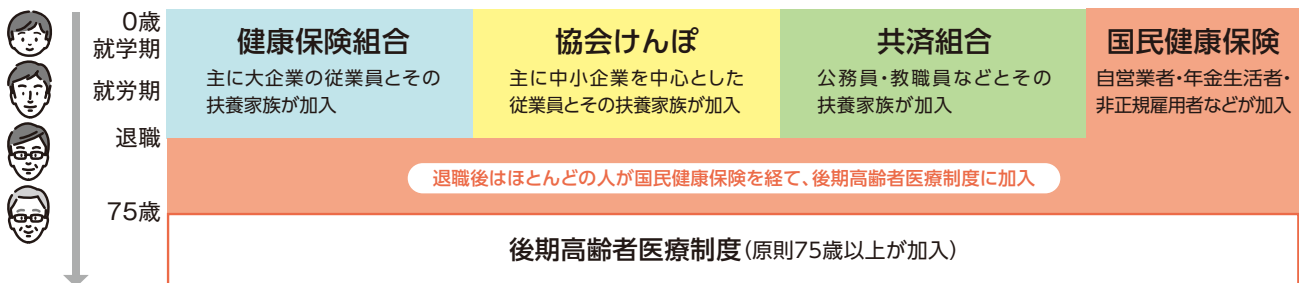 0歳
就学期
就労期
退職
75歳
健康保険組合
主に大企業の従業員とその
扶養家族が加入
協会けんぽ
主に中小企業を中心とした
従業員とその扶養家族が加入
共済組合
公務員・教職員などとその
扶養家族が加入
国民健康保険
自営業者・年金生活者・
非正規雇用者などが加入
退職後はほとんどの人が国民健康保険を経て、後期高齢者医療制度に加入
後期高齢者医療制度(原則75歳以上が加入)